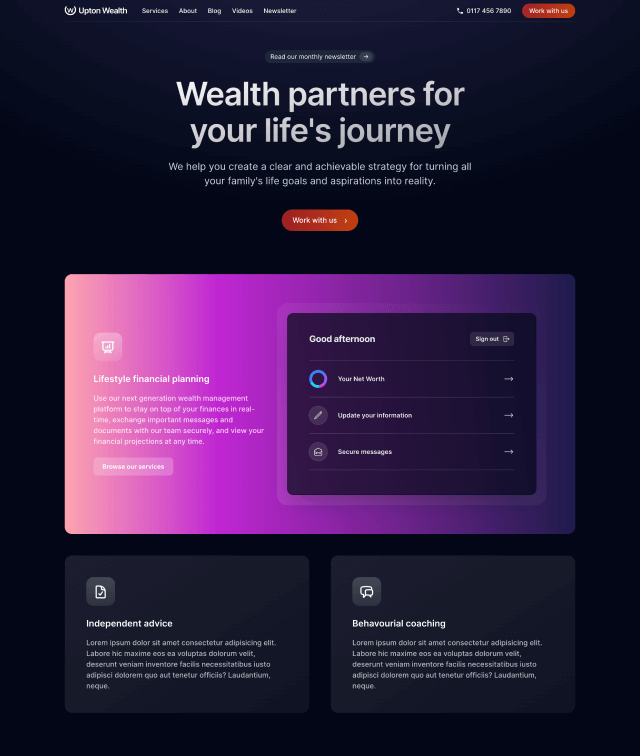 Upton Wealth Services About Blog Videos Newsletter 0117 456 7890 Work with us
Read our monthly newsletter
Wealth partners for
your life's journey
We help you create a clear and achievable strategy for turning all
your family's life goals and aspirations into reality.
Work with us
Lifestyle financial planning
Use our next generation wealth management
platform to stay on top of your finances in real-
time, exchange important messages and
documents with our team securely, and view your
financial projections at any time.
Browse our services
Good afternoon
Sign out
Your Net Worth
Update your information
Secure messages
Independent advice
Lorem ipsum dolor sit amet consectetur adipisicing elit.
Labore hic maxime eos ea voluptas dolorum velit,
deserunt veniam inventore facilis necessitatibus iusto
adipisci dolorem quo aut tenetur officiis? Laudantium,
neque.
Behavourial coaching
Lorem ipsum dolor sit amet consectetur adipisicing elit.
Labore hic maxime eos ea voluptas dolorum velit,
deserunt veniam inventore facilis necessitatibus iusto
adipisci dolorem quo aut tenetur officiis? Laudantium,
neque.